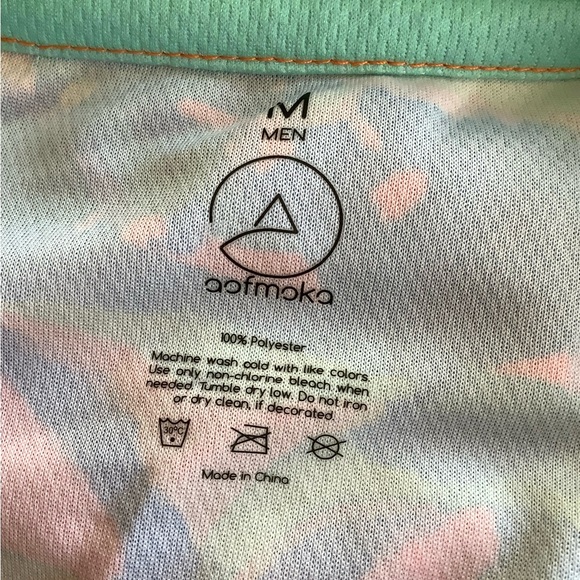 M
MEN
aofmoka
100% Polyester
Machine wash cold with like colors.
Use only non-chlorine bleach, when
needed. Tumble dry low. Do not iron
or dry clean, if decorated.
30°C
Made in China